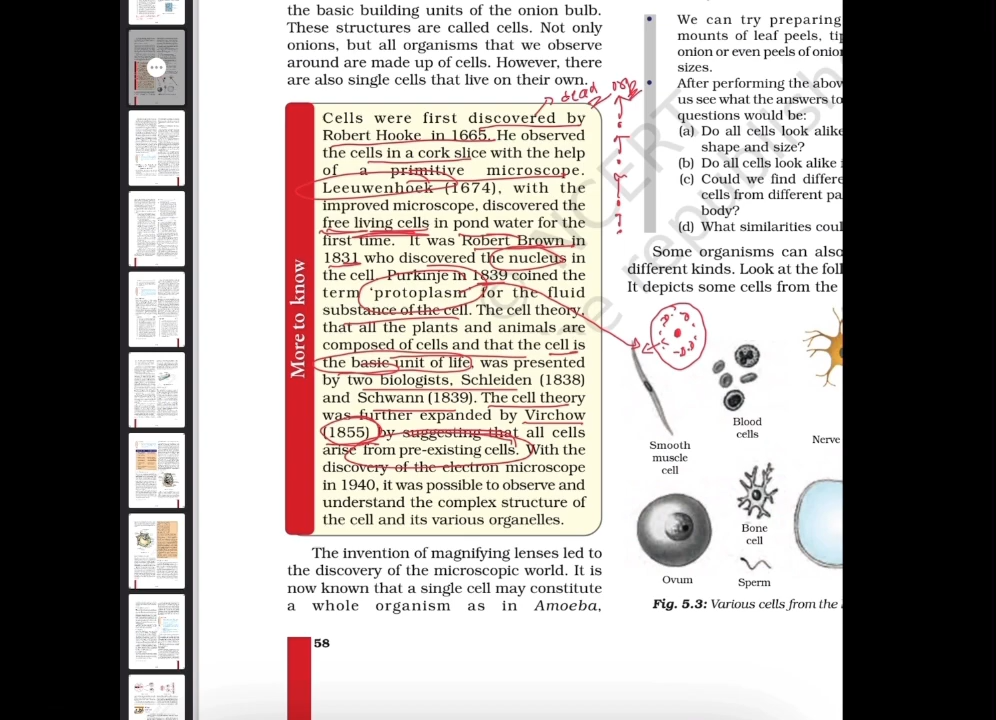 the basic building units of the onion bulb.
These structures are called cells. Not only
onions, but all organisms that we observe
around are made up of cells. However, there
are also single cells that live on their own.
dead
More to know
Cells were first discovered by
Robert Hooke in 1665. He observed
the cells in a cork slice with the help
of a primitive microscope.
Leeuwenhoek (1674), with the
improved microscope, discovered the
free living cells in pond water for the
first time. It was Robert Brown in
1831 who discovered the nucleus in
the cell. Purkinje in 1839 coined the
term ‘protoplasm’ for the fluid
substance of the cell. The cell theory,
that all the plants and animals are
composed of cells and that the cell is
the basic unit of life, was presented
by two biologists, Schleiden (1838)
and Schwann (1839). The cell theory
was further expanded by Virchow
(1855) by suggesting that all cells
arise from pre-existing cells. With the
discovery of the electron microscope
in 1940, it was possible to observe and
understand the complex structure of
the cell and its various organelles.
The invention of magnifying lenses led to
the discovery of the microscopic world. It is
now known that a single cell may constitute
a whole organism as in Amoeba,
58
• We can try preparing
mounts of leaf peels, tip
onion or even peels of onion
sizes.
• After performing the abov
us see what the answers to
questions would be:
(a) Do all cells look alike
shape and size?
(b) Do all cells look alike
(c) Could we find differe
cells from different pa
body?
(d) What similarities coul
Some organisms can also
different kinds. Look at the foll
It depicts some cells from the
Smooth
muscle
cell
Blood
cells
Nerve
Bone
cell
Ovum
Sperm
Fig. 5.3: Various cells from the